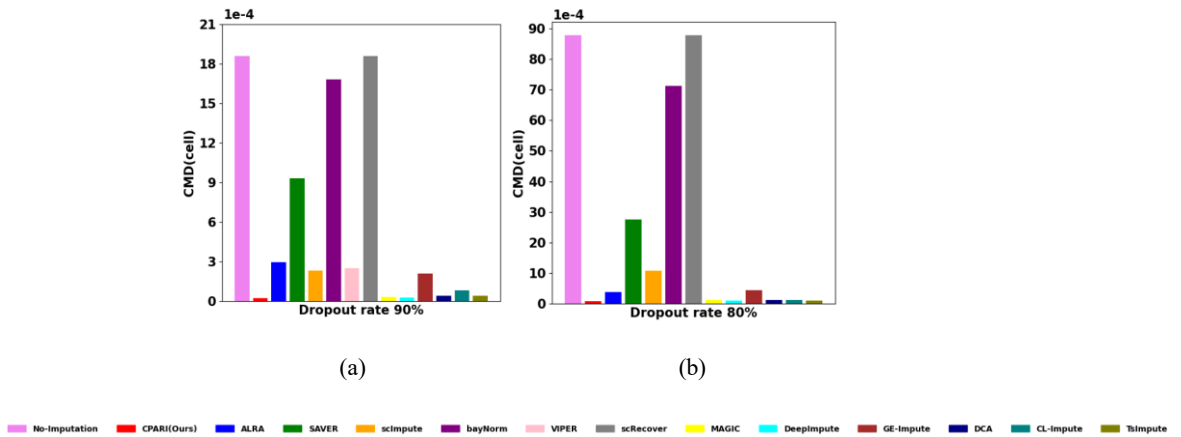 1e-4
21
18
15
12
9
6
3
0
CMD(cell)
Dropout rate 90%
(a)
1e-4
90
80
70
60
50
40
30
20
10
0
CMD(cell)
Dropout rate 80%
(b)
No-Imputation CPARI(Ours) ALRA SAVER scImpute bayNorm VIPER scRecover MAGIC DeepImpute GE-Impute DCA CL-Impute TsImpute